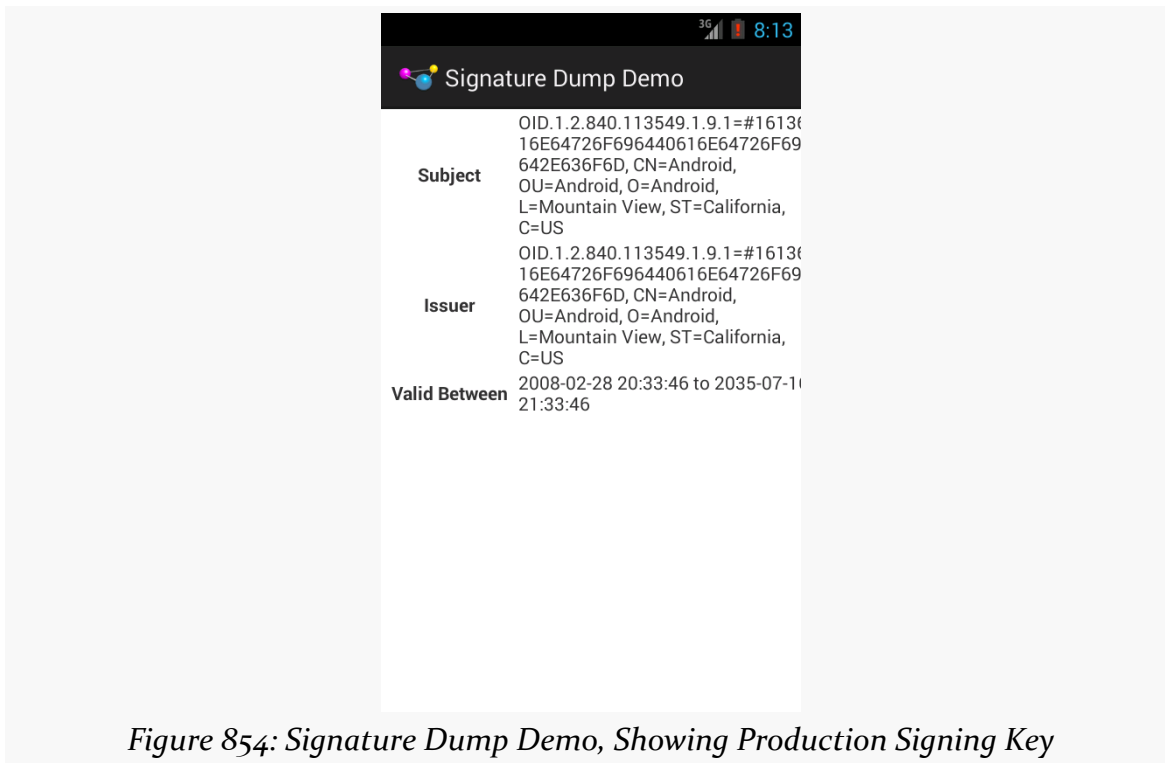 3G 8:13
Signature Dump Demo
Subject
OID.1.2.840.113549.1.9.1=#16136
16E64726F696440616E64726F69
642E636F6D, CN=Android,
OU=Android, O=Android,
L=Mountain View, ST=California,
C=US
Issuer
OID.1.2.840.113549.1.9.1=#16136
16E64726F696440616E64726F69
642E636F6D, CN=Android,
OU=Android, O=Android,
L=Mountain View, ST=California,
C=US
Valid Between
2008-02-28 20:33:46 to 2035-07-16
21:33:46
Figure 854: Signature Dump Demo, Showing Production Signing Key